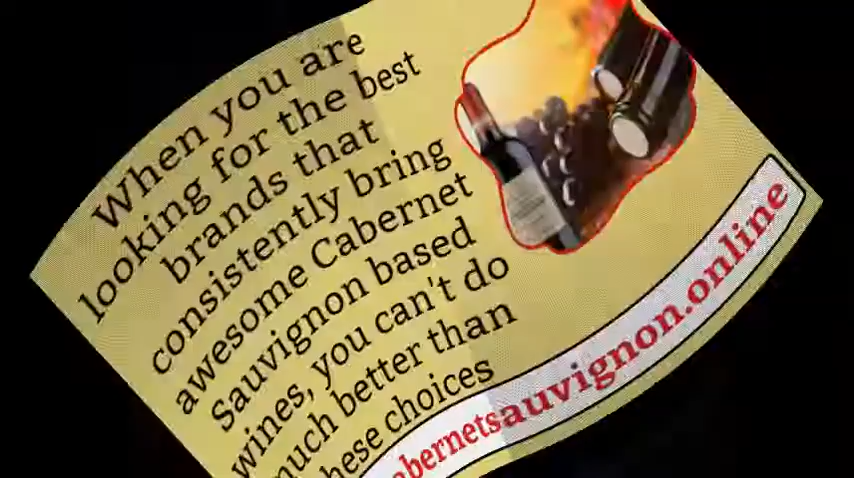 When you are
looking for the best
brands that
consistently bring
awesome Cabernet
Sauvignon based
wines, you can't do
much better than
these choices
cabernetsauvignon.online